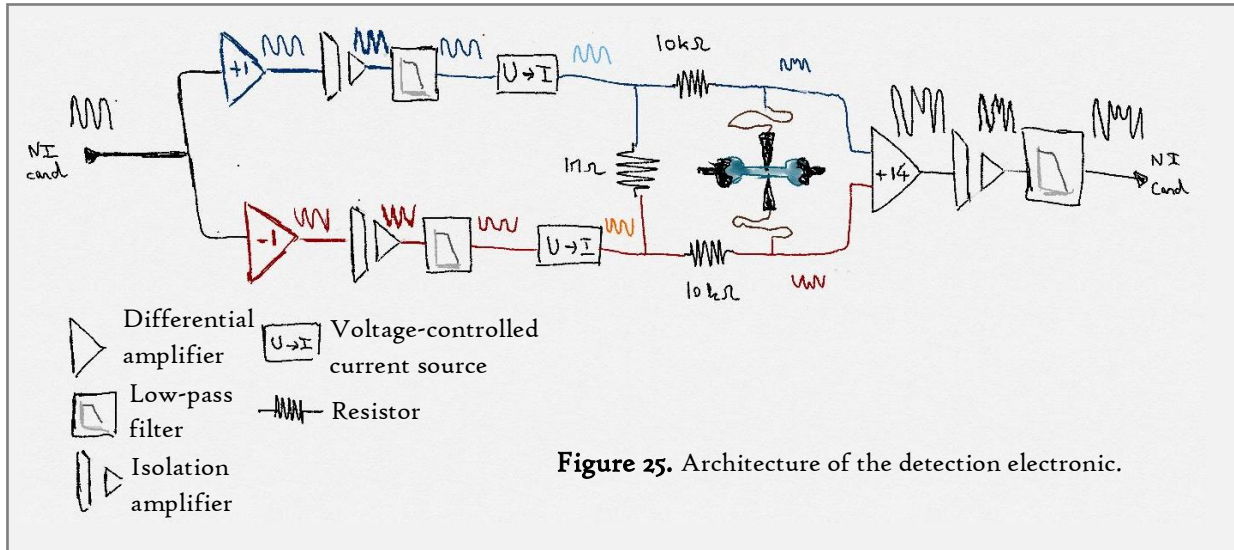 10kΩ
+1
U→I
NI
card
1MΩ
+14
NI
Card
-1
U→I
10kΩ
Differential
amplifier
U→I
Voltage-controlled
current source
Low-pass
filter
Resistor
Isolation
amplifier
Figure 25. Architecture of the detection electronic.